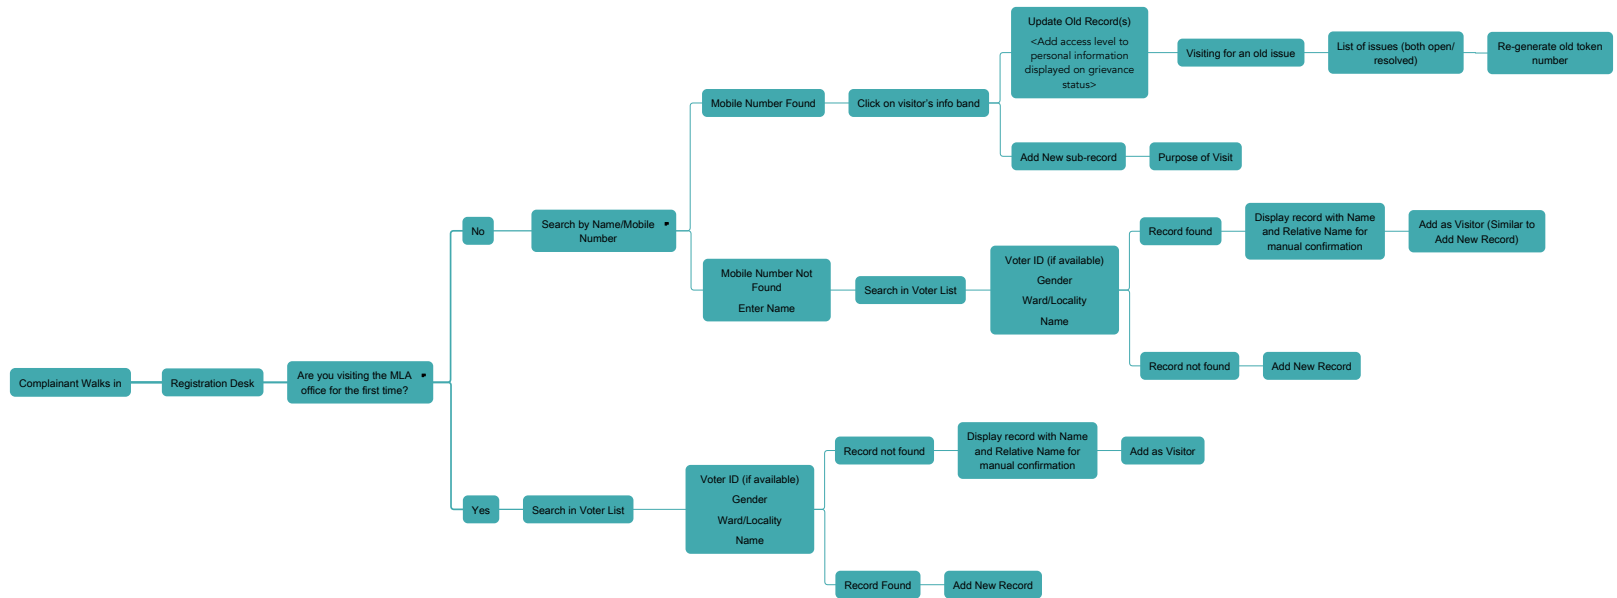 Complainant Walks in
Registration Desk
Are you visiting the MLA
office for the first time?
No
Search by Name/Mobile
Number
Mobile Number Found
Click on visitor's info band
Update Old Record(s)
<Add access level to
personal information
displayed on grievance
status>
Visiting for an old issue
List of issues (both open/
resolved)
Re-generate old token
number
Add New sub-record
Purpose of Visit
Mobile Number Not
Found
Enter Name
Search in Voter List
Voter ID (if available)
Gender
Ward/Locality
Name
Record found
Display record with Name
and Relative Name for
manual confirmation
Add as Visitor (Similar to
Add New Record)
Record not found
Add New Record
Yes
Search in Voter List
Voter ID (if available)
Gender
Ward/Locality
Name
Record not found
Display record with Name
and Relative Name for
manual confirmation
Add as Visitor
Record Found
Add New Record